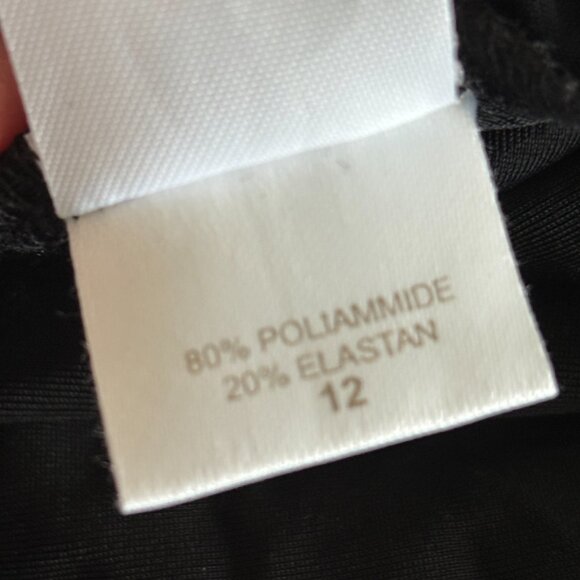 80% POLIAMMIDE
20% ELASTAN
12